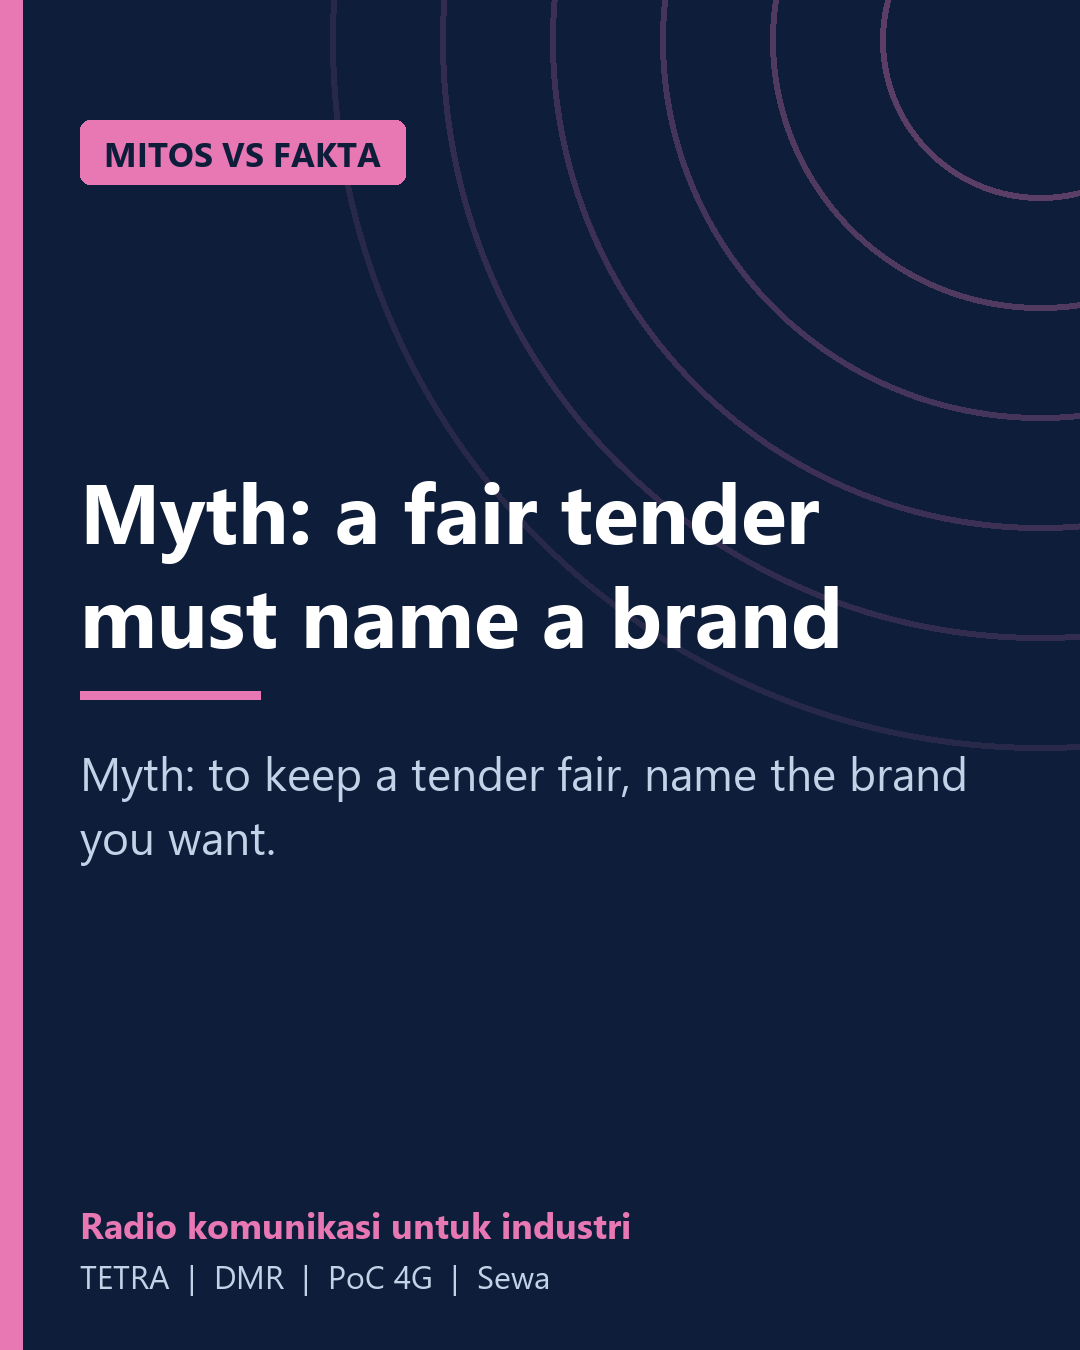 MITOS VS FAKTA
Myth: a fair tender
must name a brand
Myth: to keep a tender fair, name the brand
you want.
Radio komunikasi untuk industri
TETRA | DMR | PoC 4G | Sewa